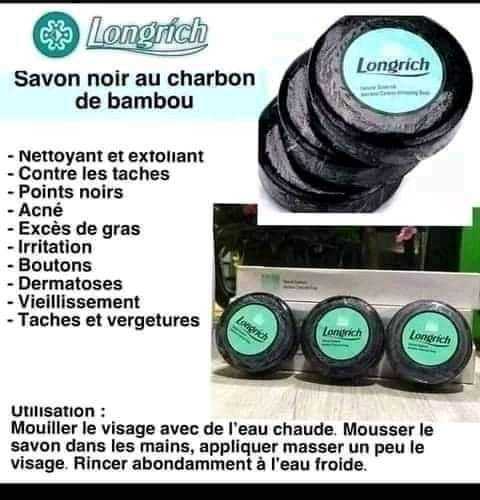 Longrich
Savon noir au charbon
de bambou
- Nettoyant et exfoliant
- Contre les taches
- Points noirs
- Acné
- Excès de gras
- Irritation
- Boutons
- Dermatoses
- Vieillissement
- Taches et vergetures
Longrich
Longrich
Longrich
Longrich
Utilisation :
Mouiller le visage avec de l'eau chaude. Mousser le
savon dans les mains, appliquer masser un peu le
visage. Rincer abondamment à l'eau froide.